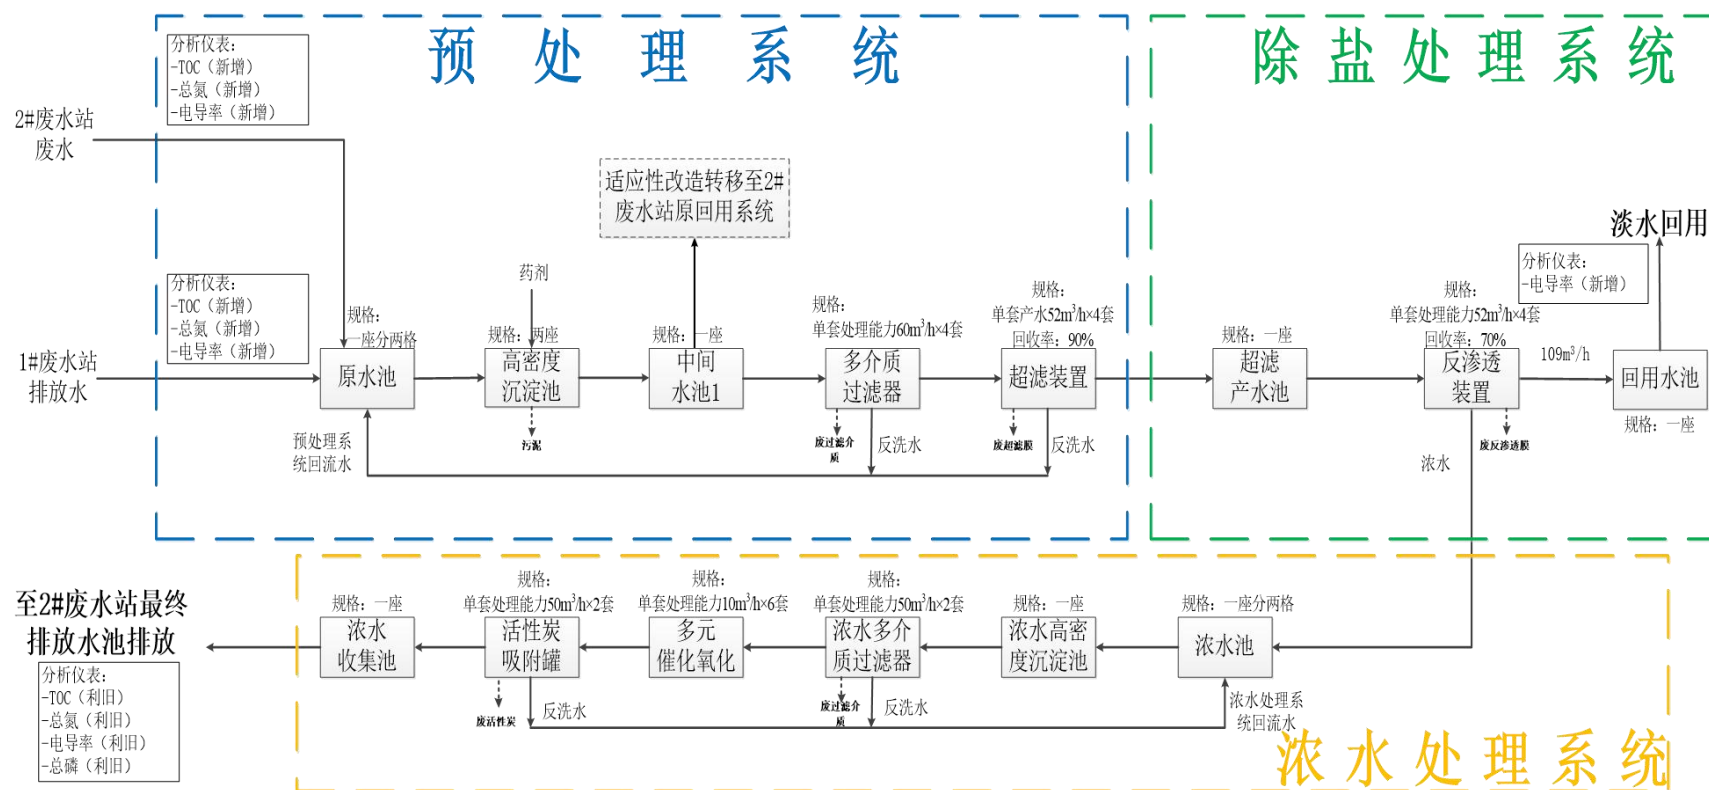 预处理系统
除盐处理系统
分析仪表：
-TOC（新增）
-总氮（新增）
-电导率（新增）
2#废水站
废水
适应性改造转移至2#
废水站原回用系统
淡水回用
分析仪表：
-电导率（新增）
分析仪表：
-TOC（新增）
-总氮（新增）
-电导率（新增）
1#废水站
排放水
规格：
一座分两格
原水池
药剂
规格：两座
高密度
沉淀池
污泥
规格：一座
中间
水池1
规格：
单套处理能力60m³/h×4套
多介质
过滤器
废过滤介
质
反洗水
规格：
单套产水52m³/h×4套
回收率：90%
超滤装置
废超滤膜
反洗水
预处理系
统回流水
规格：一座
超滤
产水池
规格：
单套处理能力52m³/h×4套
回收率：70%
反渗透
装置
废反渗透膜
浓水
109m³/h
回用水池
规格：一座
至2#废水站最终
排放水池排放
分析仪表：
-TOC（利旧）
-总氮（利旧）
-电导率（利旧）
-总磷（利旧）
规格：一座
浓水
收集池
规格：
单套处理能力50m³/h×2套
活性炭
吸附罐
废活性炭
反洗水
规格：
单套处理能力10m³/h×6套
多元
催化氧化
规格：
单套处理能力50m³/h×2套
浓水多介
质过滤器
废过滤介
质
反洗水
规格：一座
浓水高密
度沉淀池
规格：一座分两格
浓水池
浓水处理系
统回流水
浓水处理系统